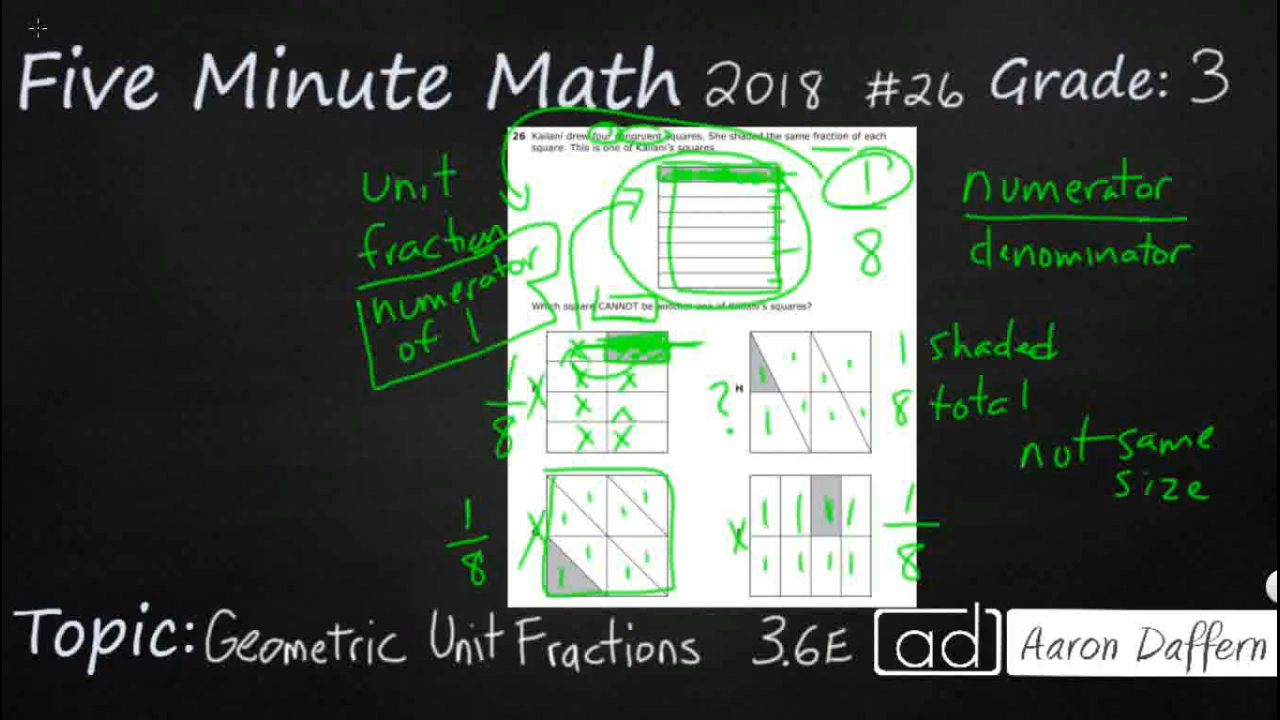 Five Minute Math 2018 #26 Grade: 3
26 Kailani drew four congruent squares. She shaded the same fraction of each
square. This is one of Kailani's squares.
unit
fraction
numerator
of 1
1
8
numerator
denominator
Which square CANNOT be another one of Kailani's squares?
1
8
X
X
X X
X
X X
?
H
1 shaded
8 total
not same
size
1
8
X
X
1
8
Topic: Geometric Unit Fractions 3.6E ad Aaron Daffern